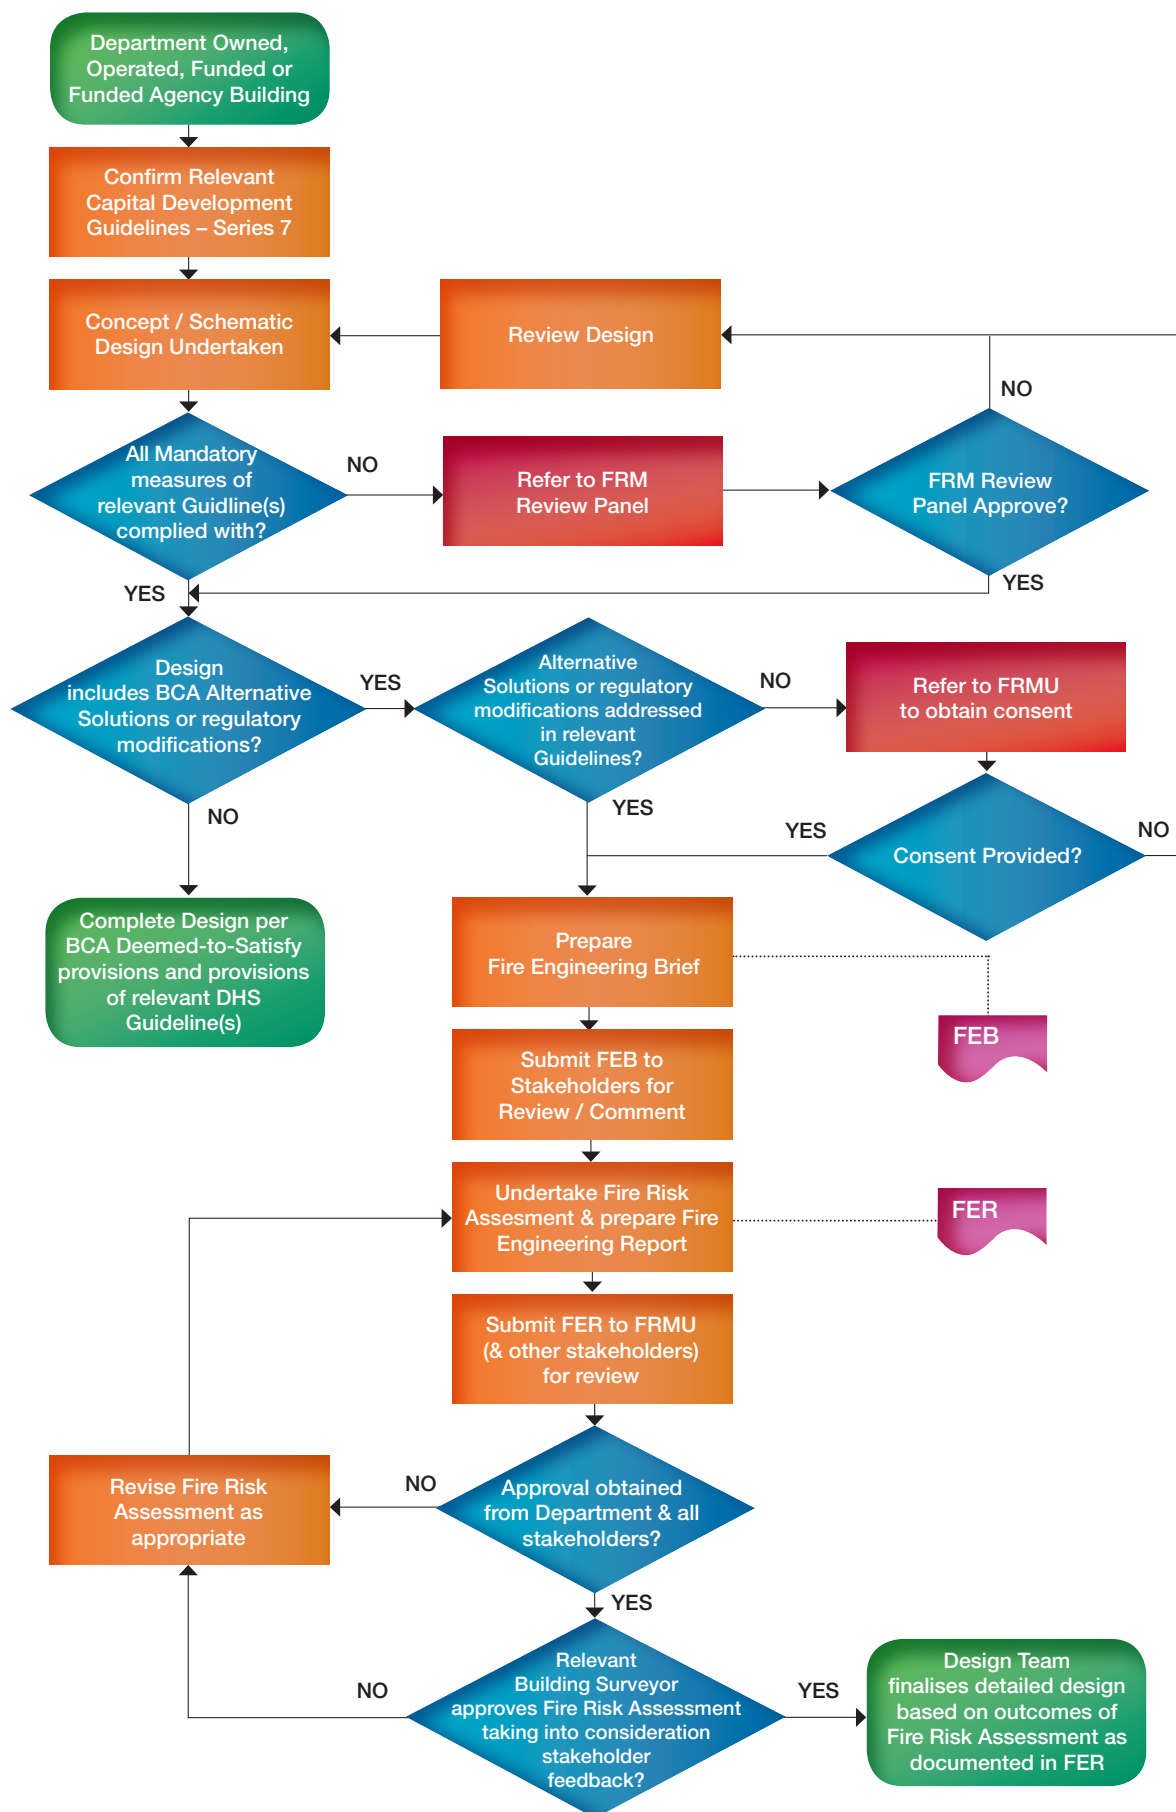 Department Owned,
Operated, Funded or
Funded Agency Building
Confirm Relevant
Capital Development
Guidelines – Series 7
Concept / Schematic
Design Undertaken
Review Design
NO
All Mandatory
measures of
relevant Guidline(s)
complied with?
NO
Refer to FRM
Review Panel
FRM Review
Panel Approve?
YES
YES
Design
includes BCA Alternative
Solutions or regulatory
modifications?
YES
Alternative
Solutions or regulatory
modifications addressed
in relevant
Guidelines?
NO
Refer to FRMU
to obtain consent
NO
YES
YES
Consent Provided?
NO
Complete Design per
BCA Deemed-to-Satisfy
provisions and provisions
of relevant DHS
Guideline(s)
Prepare
Fire Engineering Brief
FEB
Submit FEB to
Stakeholders for
Review / Comment
Undertake Fire Risk
Assesment & prepare Fire
Engineering Report
FER
Submit FER to FRMU
(& other stakeholders)
for review
Revise Fire Risk
Assessment as
appropriate
NO
Approval obtained
from Department & all
stakeholders?
YES
NO
Relevant
Building Surveyor
approves Fire Risk Assessment
taking into consideration
stakeholder
feedback?
YES
Design Team
finalises detailed design
based on outcomes of
Fire Risk Assessment as
documented in FER